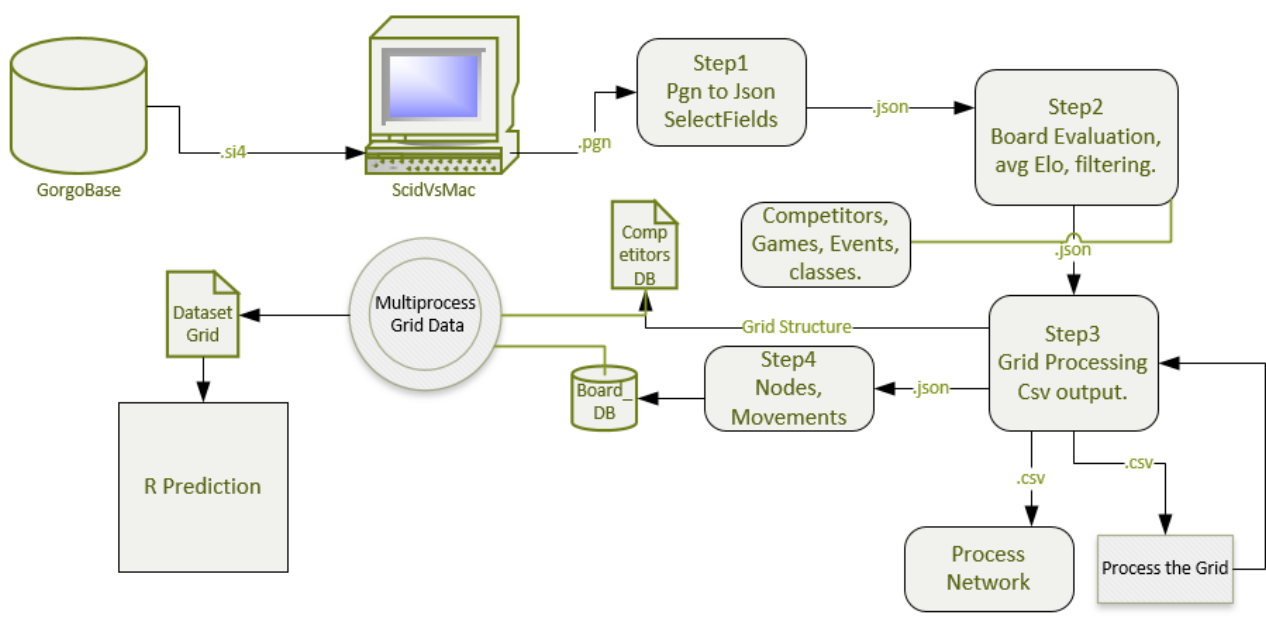 GorgoBase
.si4
ScidVsMac
.pgn
Step1
Pgn to Json
SelectFields
.json
Step2
Board Evaluation,
avg Elo, filtering.
Competitors,
Games, Events,
classes.
.json
Comp
etitors
DB
Multiprocess
Grid Data
Dataset
Grid
Grid Structure
Step3
Grid Processing
Csv output.
Step4
Nodes,
Movements
.json
Board_
DB
R Prediction
.csv
.csv
Process
Network
Process the Grid